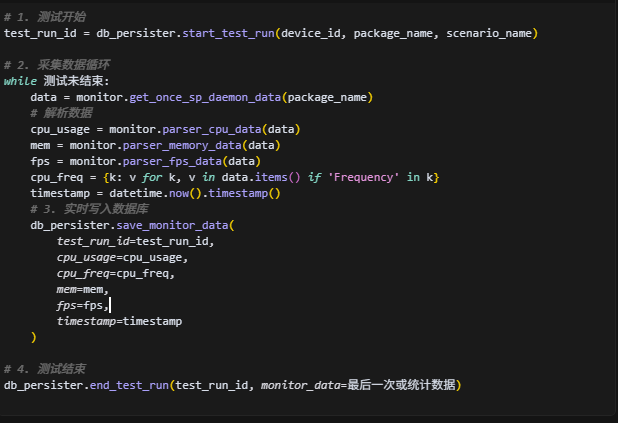 # 1. 测试开始
test_run_id = db_persister.start_test_run(device_id, package_name, scenario_name)
# 2. 采集数据循环
while 测试未结束:
data = monitor.get_once_sp_daemon_data(package_name)
# 解析数据
cpu_usage = monitor.parser_cpu_data(data)
mem = monitor.parser_memory_data(data)
fps = monitor.parser_fps_data(data)
cpu_freq = {k: v for k, v in data.items() if 'Frequency' in k}
timestamp = datetime.now().timestamp()
# 3. 实时写入数据库
db_persister.save_monitor_data(
test_run_id=test_run_id,
cpu_usage=cpu_usage,
cpu_freq=cpu_freq,
mem=mem,
fps=fps,
timestamp=timestamp
)
# 4. 测试结束
db_persister.end_test_run(test_run_id, monitor_data=最后一次或统计数据)